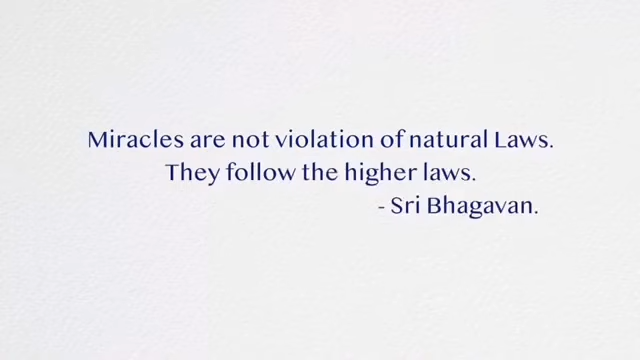 Miracles are not violation of natural Laws.
They follow the higher laws.
- Sri Bhagavan.